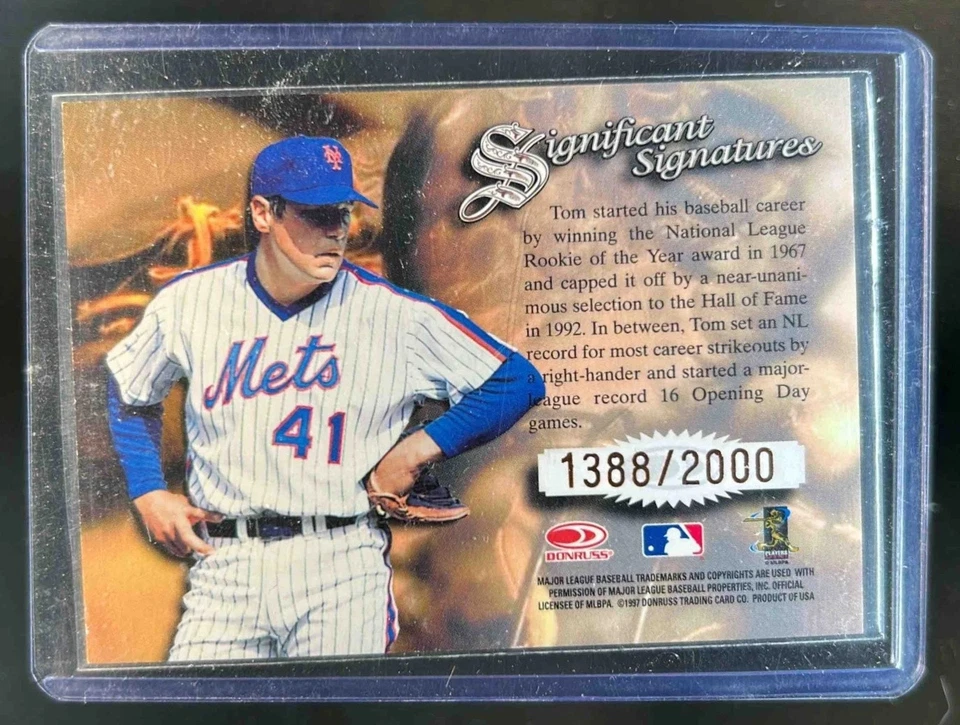 Significant
Signatures
Tom started his baseball career
by winning the National League
Rookie of the Year award in 1967
and capped it off by a near-unani-
mous selection to the Hall of Fame
in 1992. In between, Tom set an NL
record for most career strikeouts by
a right-hander and started a major-
league record 16 Opening Day
games.
NY
Mets
41
1388/2000
DONRUSS
PLAYERS
MLBPA
MAJOR LEAGUE BASEBALL TRADEMARKS AND COPYRIGHTS ARE USED WITH
PERMISSION OF MAJOR LEAGUE BASEBALL PROPERTIES, INC. OFFICIAL
LICENSEE OF MLBPA. ©1997 DONRUSS TRADING CARD CO. PRODUCT OF USA